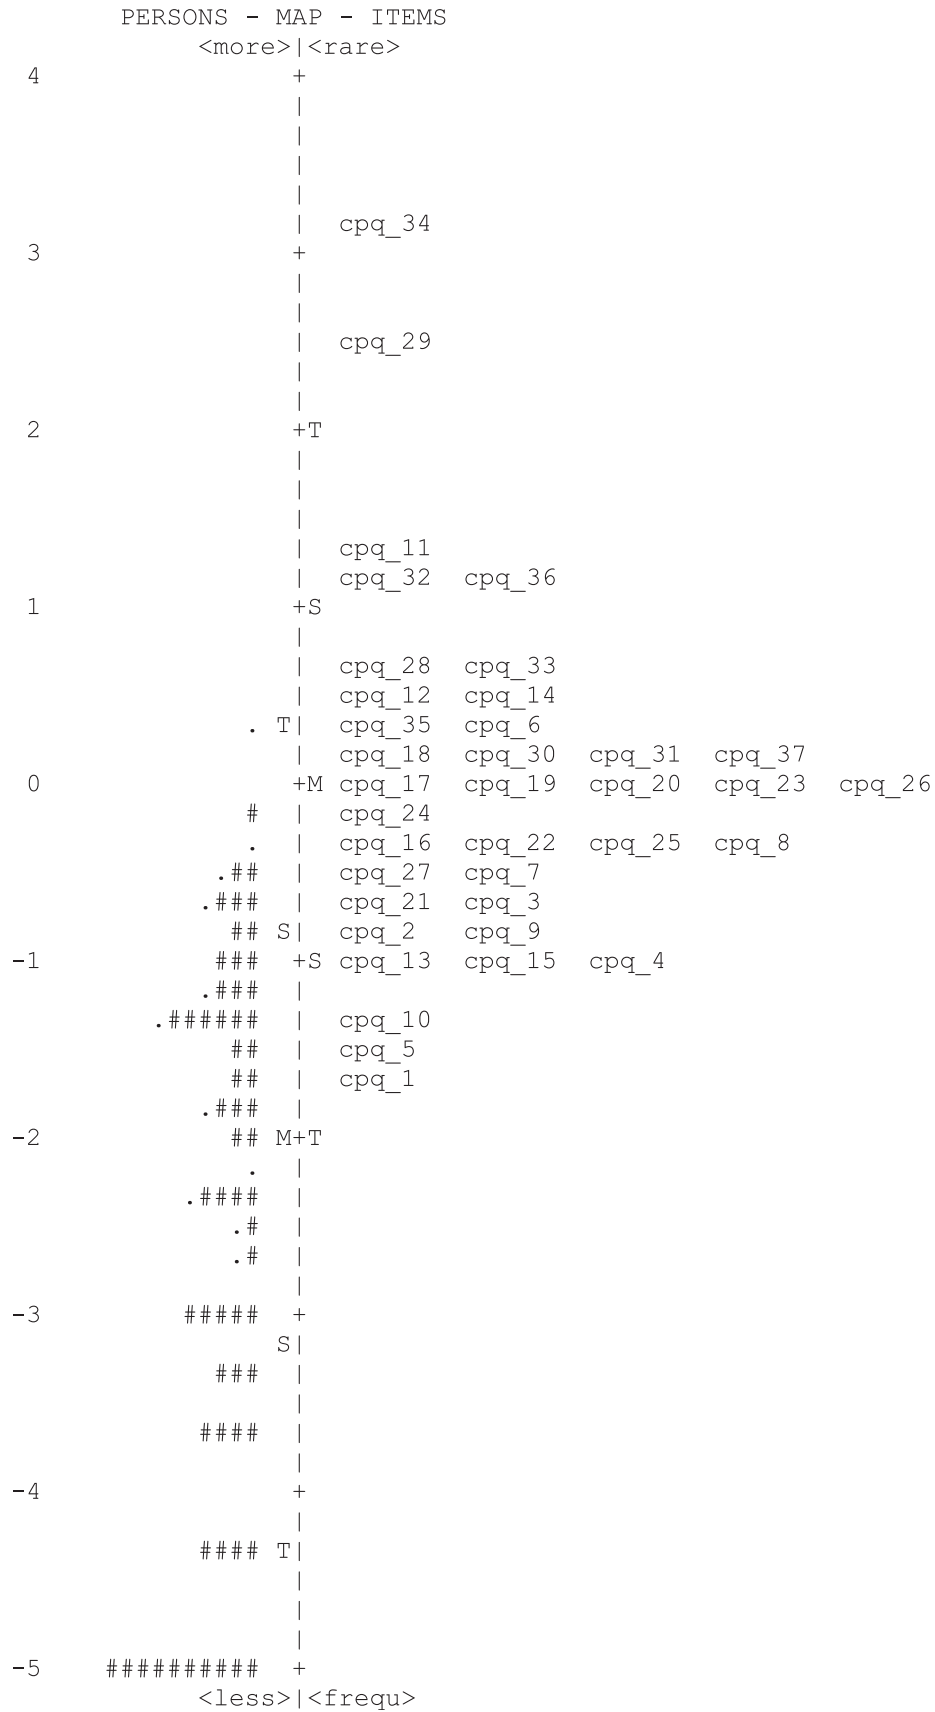 PERSONS - MAP - ITEMS
<more>|<rare>
4 +
|
|
|
|
| cpq_34
3 +
|
|
| cpq_29
|
|
2 +T
|
|
|
| cpq_11
| cpq_32 cpq_36
1 +S
|
| cpq_28 cpq_33
| cpq_12 cpq_14
. T| cpq_35 cpq_6
| cpq_18 cpq_30 cpq_31 cpq_37
0 +M cpq_17 cpq_19 cpq_20 cpq_23 cpq_26
# | cpq_24
. | cpq_16 cpq_22 cpq_25 cpq_8
.## | cpq_27 cpq_7
.### | cpq_21 cpq_3
## S| cpq_2 cpq_9
-1 ### +S cpq_13 cpq_15 cpq_4
.### |
.###### | cpq_10
## | cpq_5
## | cpq_1
.### |
-2 ## M+T
. |
.#### |
.# |
.# |
|
-3 ##### +
S|
### |
|
#### |
|
-4 +
|
#### T|
|
|
|
-5 ########## +
<less>|<frequ>